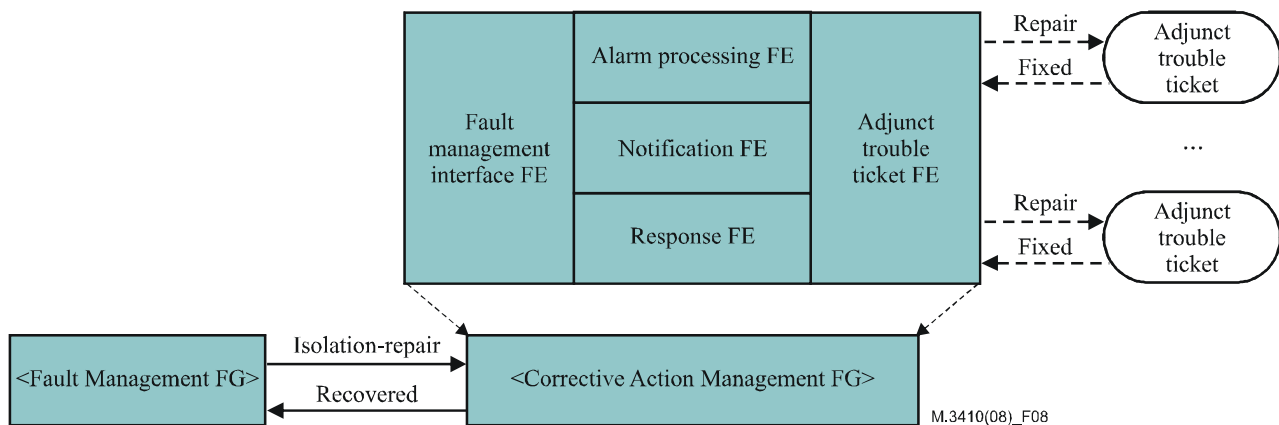 Alarm processing FE
Fault
management
interface FE
Notification FE
Response FE
Adjunct
trouble
ticket FE
Repair
Fixed
Adjunct
trouble
ticket
...
Repair
Fixed
Adjunct
trouble
ticket
<Fault Management FG>
Isolation-repair
Recovered
<Corrective Action Management FG>
M.3410(08)_F08